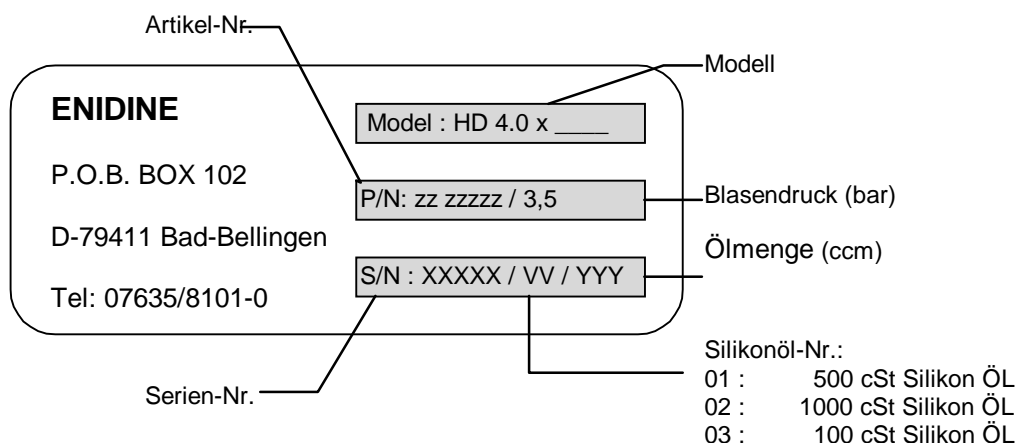 Artikel-Nr.
Modell
ENIDINE
Model : HD 4.0 x ____
P.O.B. BOX 102
P/N: zz zzzzz / 3,5
Blasendruck (bar)
D-79411 Bad-Bellingen
Ölmenge (ccm)
S/N : XXXXX / VV / YYY
Tel: 07635/8101-0
Silikonöl-Nr.:
Serien-Nr.
01 : 500 cSt Silikon ÖL
02 : 1000 cSt Silikon ÖL
03 : 100 cSt Silikon ÖL